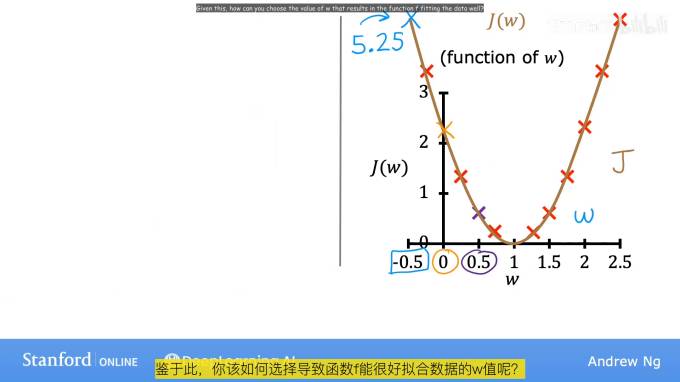 Given this, how can you choose the value of w that results in the function f fitting the data well?
J(w)
5.25
(function of w)
3
2
J(w)
1
0
J
w
-0.5 0 0.5 1 1.5 2 2.5
w
Stanford ONLINE
DeepLearning.AI
Andrew Ng
鉴于此，你该如何选择导致函数f能很好拟合数据的w值呢？